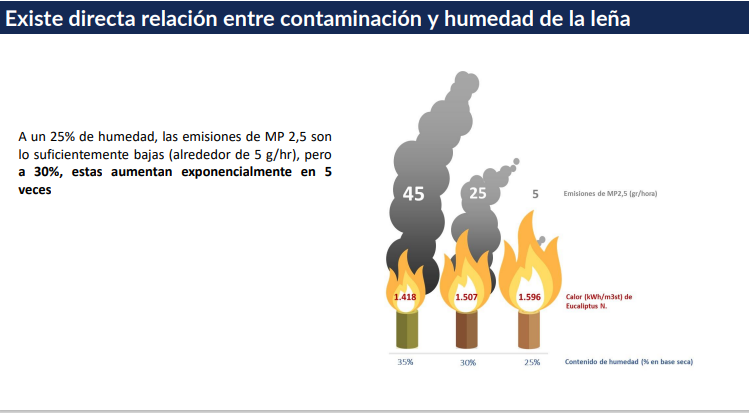 Existe directa relación entre contaminación y humedad de la leña
A un 25% de humedad, las emisiones de MP 2,5 son
lo suficientemente bajas (alrededor de 5 g/hr), pero
a 30%, estas aumentan exponencialmente en 5
veces
45
25
5
Emisiones de MP2,5 (gr/hora)
1.418
1.507
1.596
Calor (kWh/m3st) de
Eucaliptus N.
35%
30%
25%
Contenido de humedad (% en base seca)